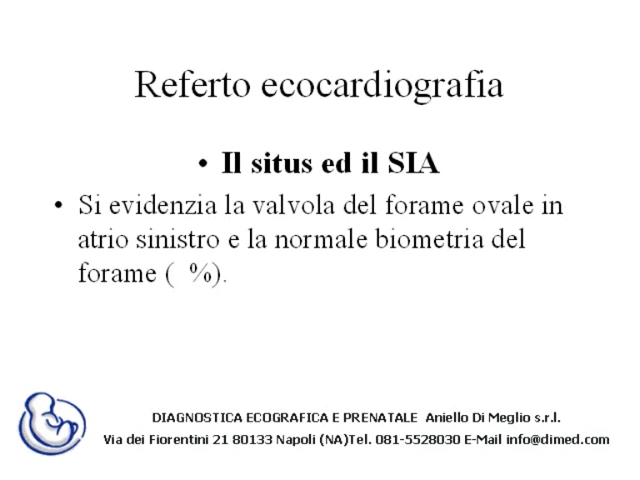 Referto ecocardiografia
• Il situs ed il SIA
• Si evidenzia la valvola del forame ovale in
atrio sinistro e la normale biometria del
forame (  %).
DIAGNOSTICA ECOGRAFICA E PRENATALE  Aniello Di Meglio s.r.l.
Via dei Fiorentini 21 80133 Napoli (NA)Tel. 081-5528030 E-Mail info@dimed.com